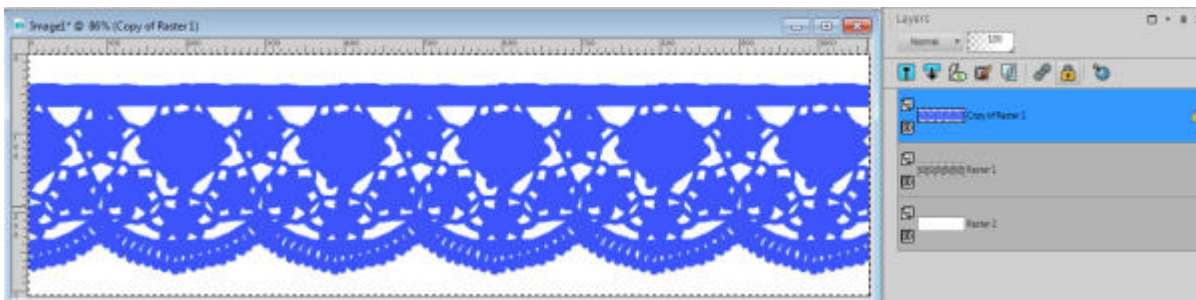 Image1* @ 86% (Copy of Raster 1)
Layers
Normal
100
Copy of Raster 1
Raster 1
Raster 2